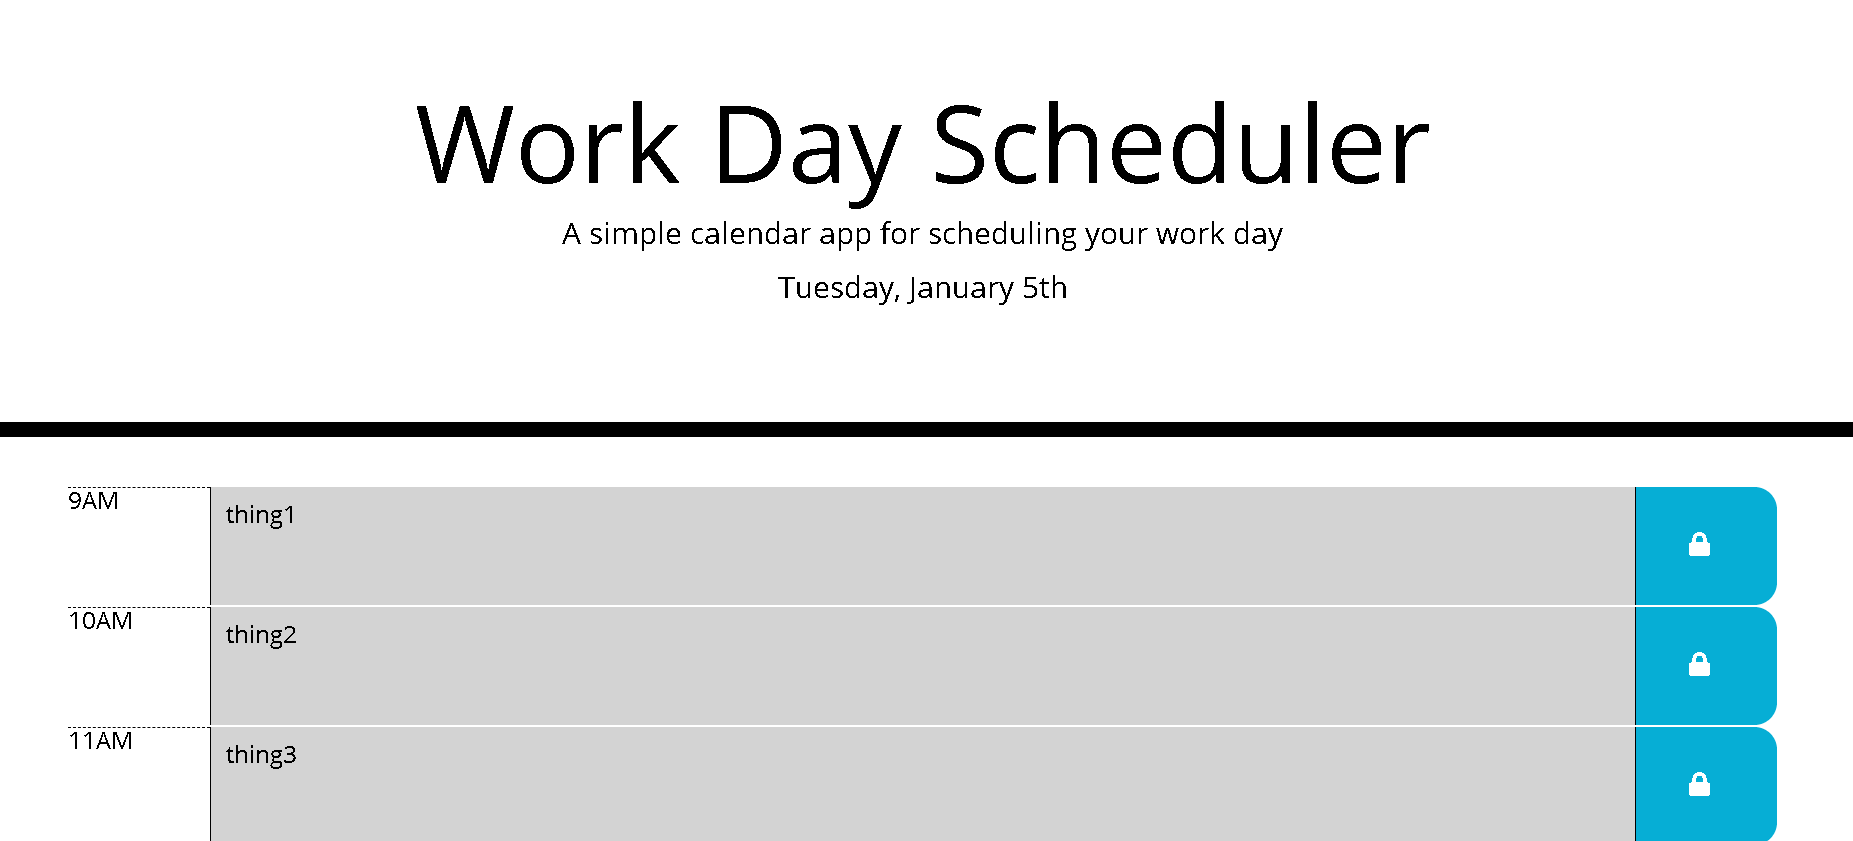 Work Day Scheduler
A simple calendar app for scheduling your work day
Tuesday, January 5th
9AM
thing1
10AM
thing2
11AM
thing3